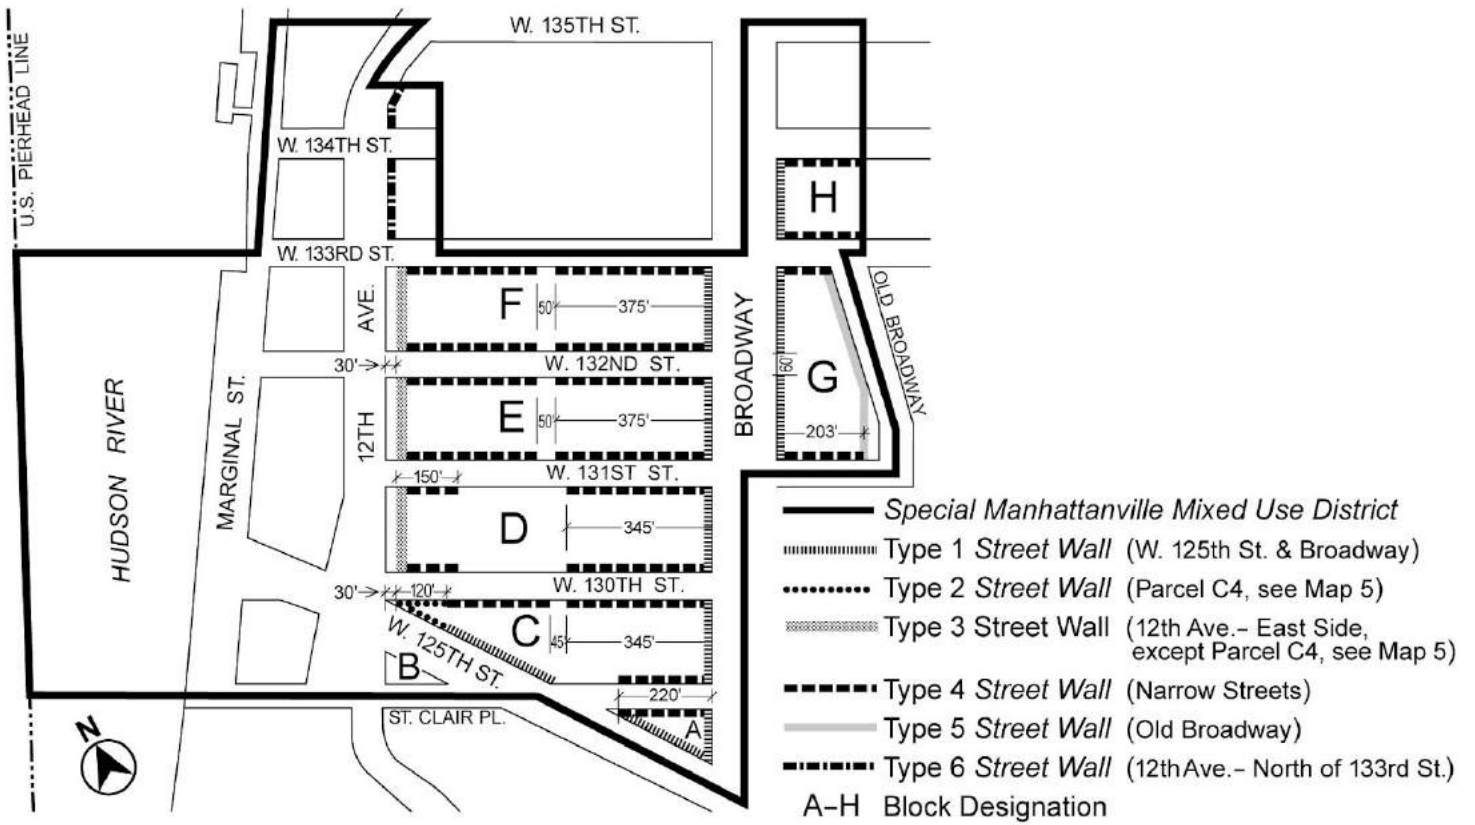 W. 135TH ST.
U.S. PIERHEAD LINE
W. 134TH ST.
H
W. 133RD ST.
AVE.
F
50'
375'
BROADWAY
OLD BROADWAY
30'
W. 132ND ST.
60'
G
HUDSON RIVER
MARGINAL ST.
12TH
E
50'
375'
203'
150'
W. 131ST ST.
D
345'
30'
120'
W. 130TH ST.
W. 125TH ST.
C
45'
345'
B
220'
ST. CLAIR PL.
A
N
Special Manhattanville Mixed Use District
Type 1 Street Wall (W. 125th St. & Broadway)
Type 2 Street Wall (Parcel C4, see Map 5)
Type 3 Street Wall (12th Ave.– East Side,
except Parcel C4, see Map 5)
Type 4 Street Wall (Narrow Streets)
Type 5 Street Wall (Old Broadway)
Type 6 Street Wall (12th Ave.– North of 133rd St.)
A–H Block Designation